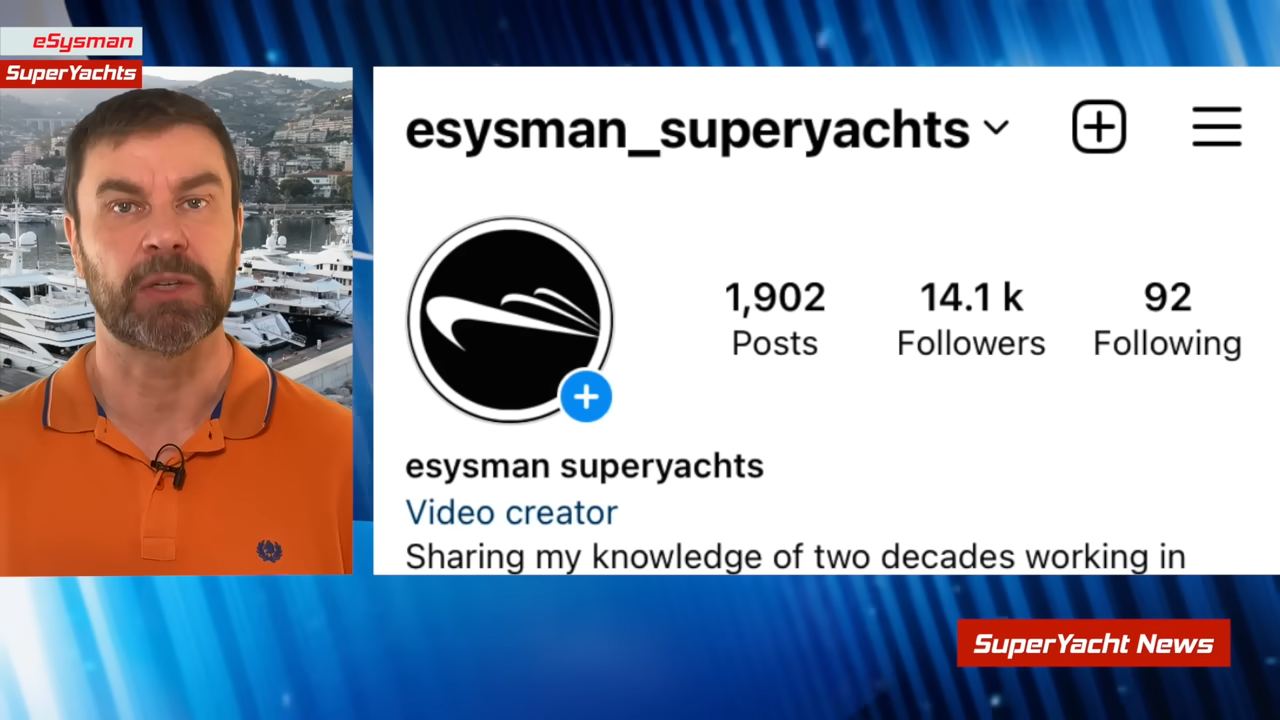 eSysman
SuperYachts
esysman_superyachts
1,902
Posts
14.1 k
Followers
92
Following
esysman superyachts
Video creator
Sharing my knowledge of two decades working in
SuperYacht News